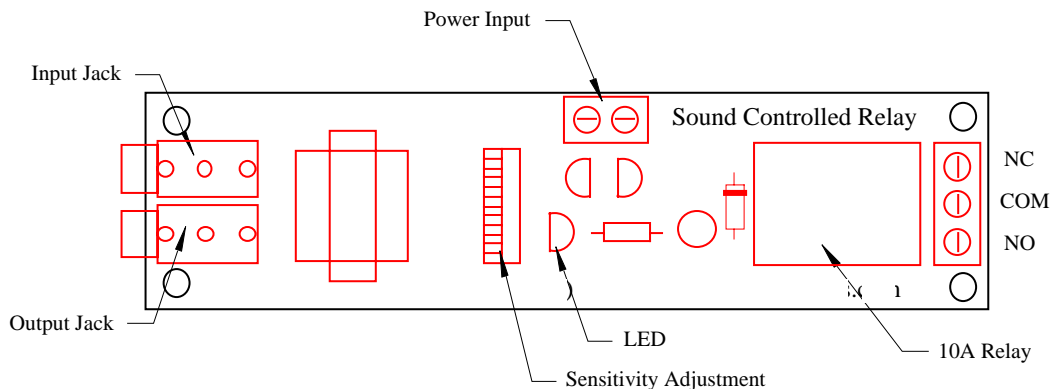 Power Input
Input Jack
Sound Controlled Relay
NC
COM
NO
Output Jack
LED
10A Relay
Sensitivity Adjustment